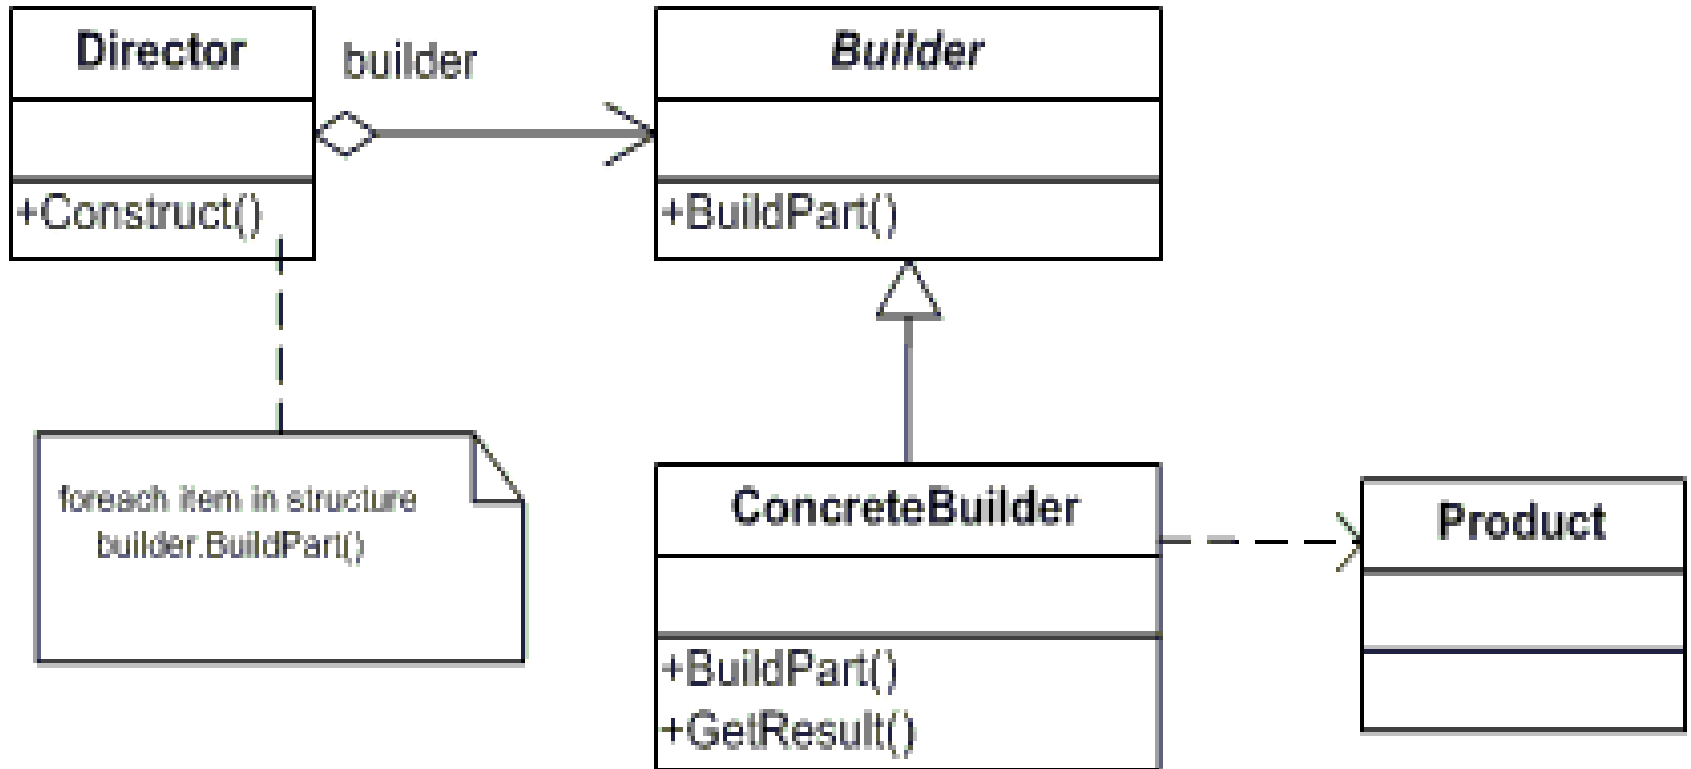 Director
builder
Builder
+Construct()
+BuildPart()
foreach item in structure
builder.BuildPart()
ConcreteBuilder
Product
+BuildPart()
+GetResult()